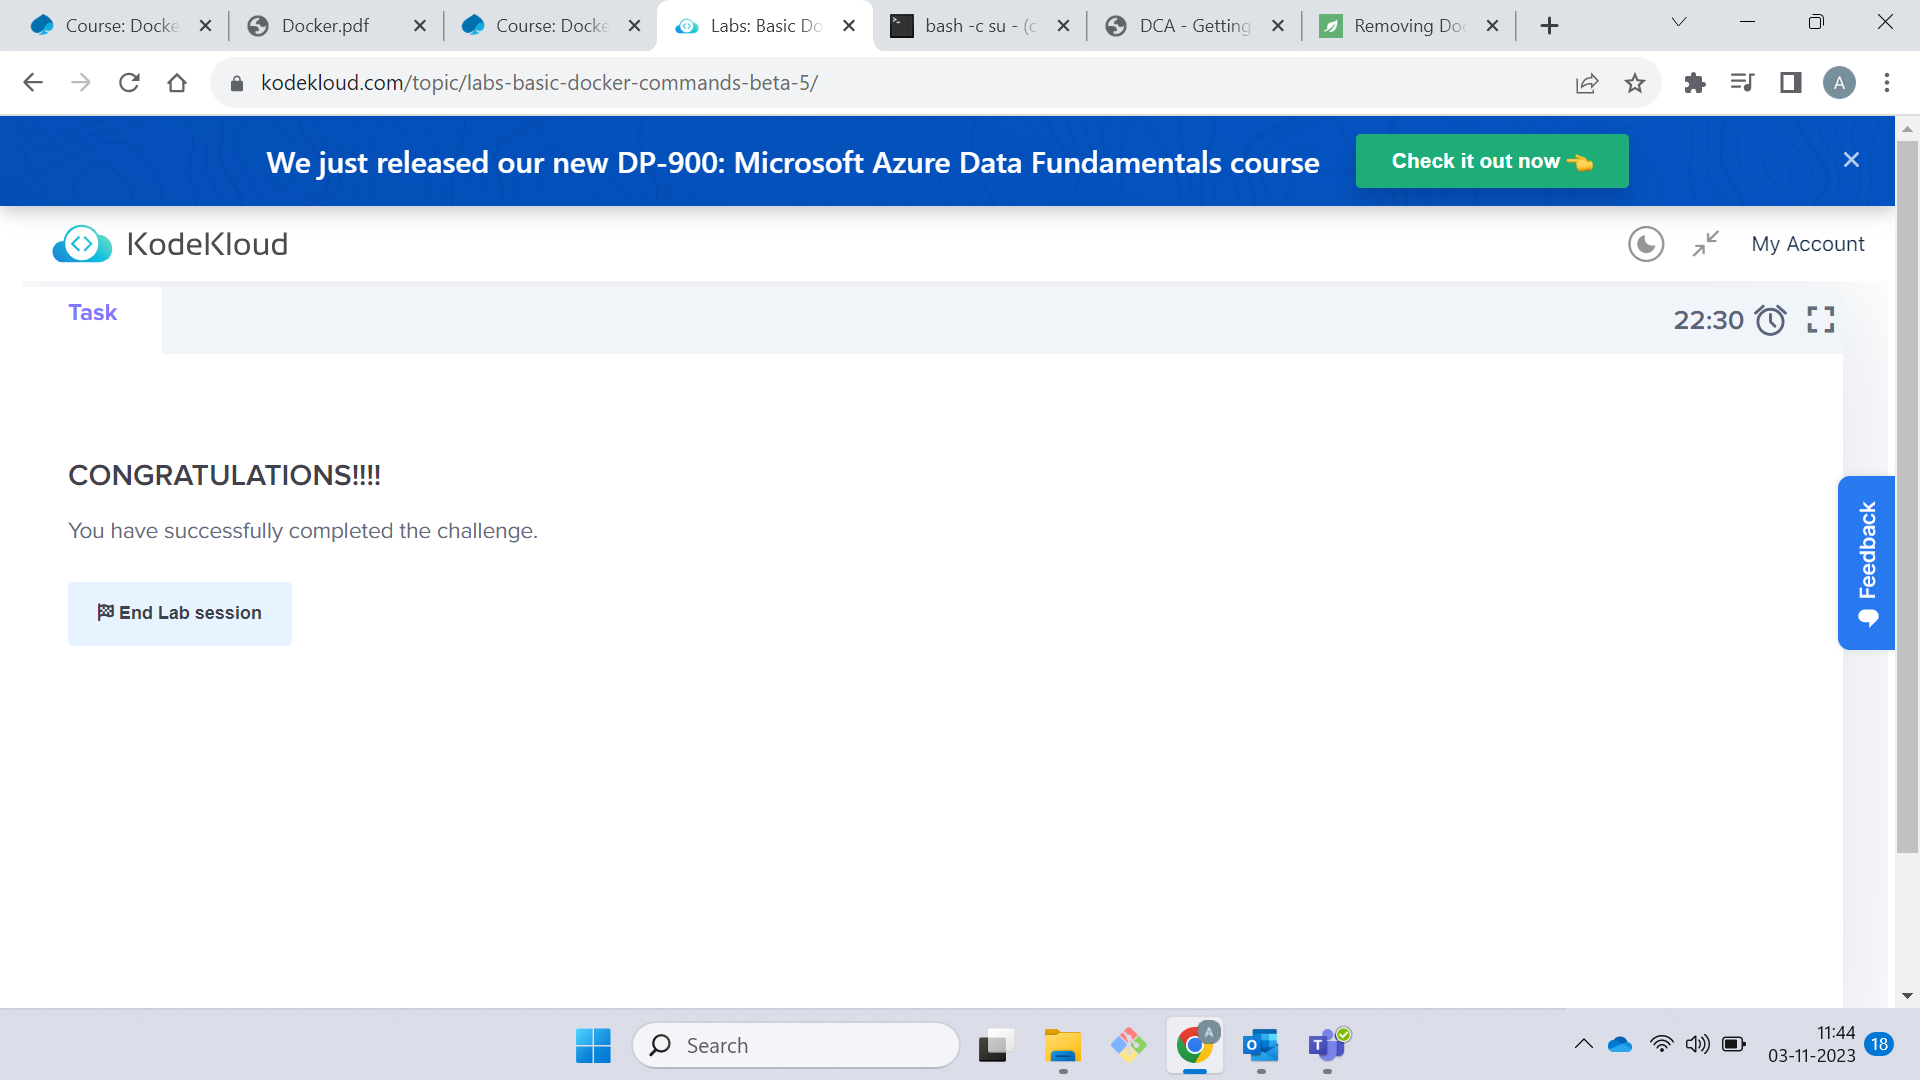 Course: Docke
Docker.pdf
Course: Docke
Labs: Basic Do
bash -c su - (c
DCA - Getting
Removing Doc
kodekloud.com/topic/labs-basic-docker-commands-beta-5/
A
We just released our new DP-900: Microsoft Azure Data Fundamentals course
Check it out now
KodeKloud
My Account
Task
22:30
CONGRATULATIONS!!!!
You have successfully completed the challenge.
End Lab session
Feedback
Search
11:44
03-11-2023
18